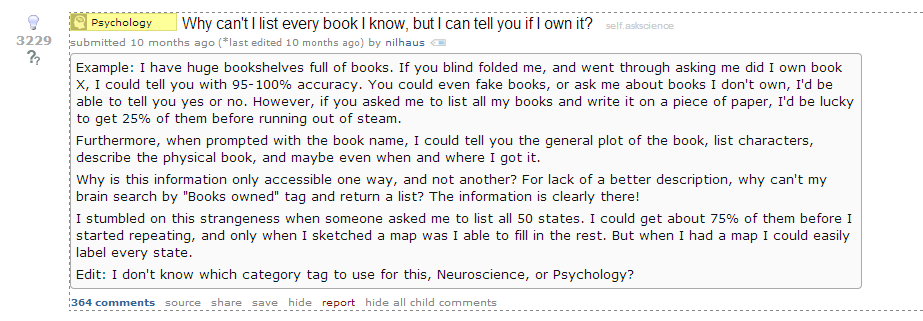 Psychology Why can't I list every book I know, but I can tell you if I own it? self.askscience
3229 submitted 10 months ago (*last edited 10 months ago) by nilhaus
??
Example: I have huge bookshelves full of books. If you blind folded me, and went through asking me did I own book
X, I could tell you with 95-100% accuracy. You could even fake books, or ask me about books I don't own, I'd be
able to tell you yes or no. However, if you asked me to list all my books and write it on a piece of paper, I'd be lucky
to get 25% of them before running out of steam.
Furthermore, when prompted with the book name, I could tell you the general plot of the book, list characters,
describe the physical book, and maybe even when and where I got it.
Why is this information only accessible one way, and not another? For lack of a better description, why can't my
brain search by "Books owned" tag and return a list? The information is clearly there!
I stumbled on this strangeness when someone asked me to list all 50 states. I could get about 75% of them before I
started repeating, and only when I sketched a map was I able to fill in the rest. But when I had a map I could easily
label every state.
Edit: I don't know which category tag to use for this, Neuroscience, or Psychology?
364 comments source share save hide report hide all child comments